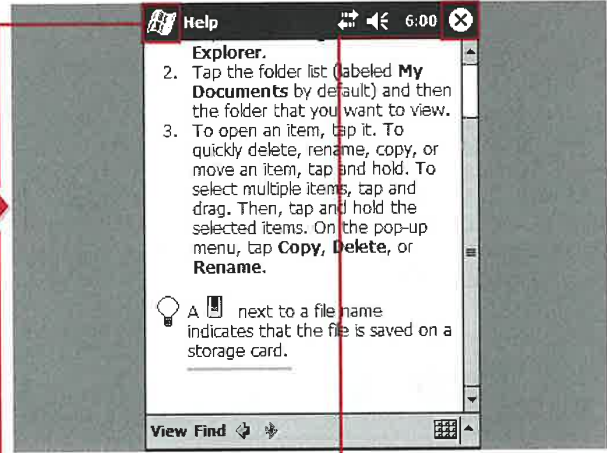 Help 6:00
Explorer.
2. Tap the folder list (labeled My
Documents by default) and then
the folder that you want to view.
3. To open an item, tap it. To
quickly delete, rename, copy, or
move an item, tap and hold. To
select multiple items, tap and
drag. Then, tap and hold the
selected items. On the pop-up
menu, tap Copy, Delete, or
Rename.
A next to a file name
indicates that the file is saved on a
storage card.
View Find